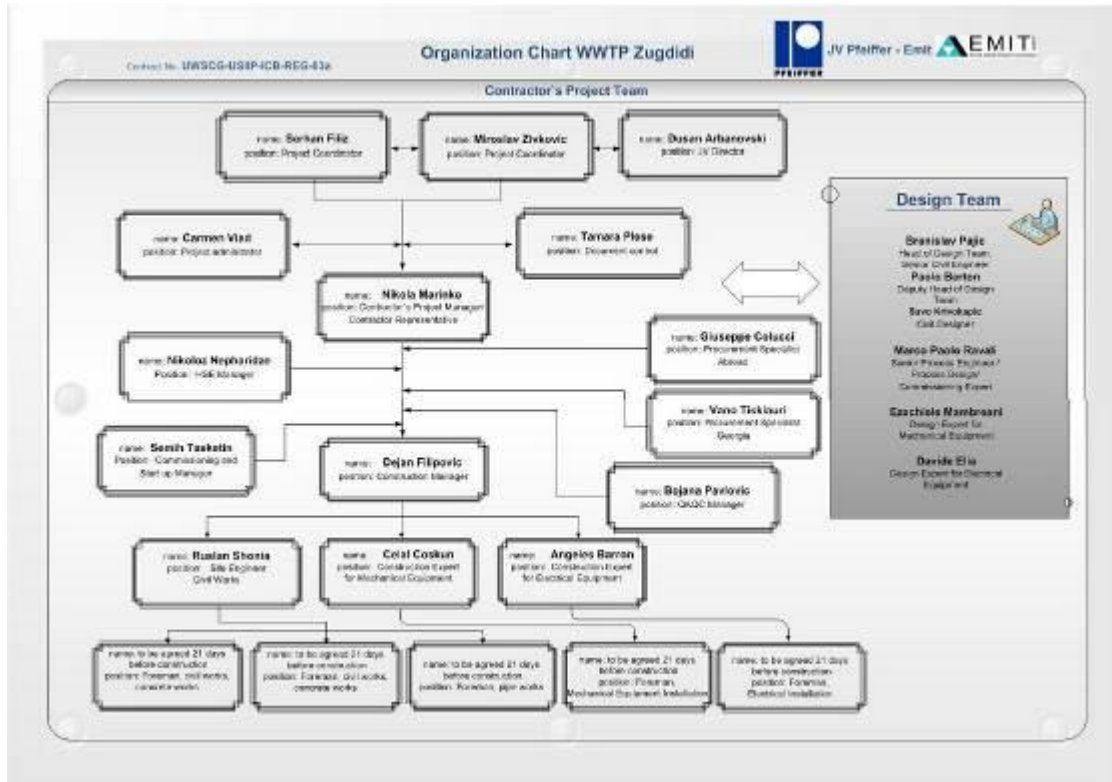 Organization Chart WWTP Zugdidi
Contract No. UWSCG-USIIP-ICB-REG-03a
PFEIFFER
JV Pfeiffer - Emit
EMIT
Contractor's Project Team
name: Serhan Filiz
position: Project Coordinator
name: Miroslav Zivkovic
position: Project Coordinator
name: Dusan Arbanovski
position: JV Director
name: Carmen Vlad
position: Project administrator
name: Tamara Plese
position: Document control
name: Nikola Marinko
position: Contractor's Project Manager
Contractor Representative
name: Giuseppe Colucci
position: Procurement Specialist
Abroad
name: Nikoloz Nepharidze
Position: HSE Manager
name: Vano Tiskiauri
position: Procurement Specialist
Georgia
name: Semih Tasketin
Position: Commissioning and
Start up Manager
name: Dejan Filipovic
position: Construction Manager
name: Bojana Pavlovic
position: QAQC Manager
name: Ruslan Shonia
position: Site Engineer
Civil Works
name: Celal Coskun
position: Construction Expert
for Mechanical Equipment
name: Angeles Barron
position: Construction Expert
for Electrical Equipment
name: to be agreed 21 days
before construction
position: Foreman, civil works,
concrete works
name: to be agreed 21 days
before construction
position: Foreman, civil works,
concrete works
name: to be agreed 21 days
before construction
position: Foreman, pipe works
name: to be agreed 21 days
before construction
position: Foreman,
Mechanical Equipment Installation
name: to be agreed 21 days
before construction
position: Foreman,
Electrical Installation
Design Team
Branislav Pajic
Head of Design Team
Senior Civil Engineer
Paolo Barton
Deputy Head of Design
Team
Savo Krivokapic
Civil Designer
Marco Paolo Ravali
Senior Process Engineer /
Process Design/
Commissioning Expert
Ezechiele Mambreani
Design Expert for
Mechanical Equipment
Davide Elia
Design Expert for Electrical
Equipment